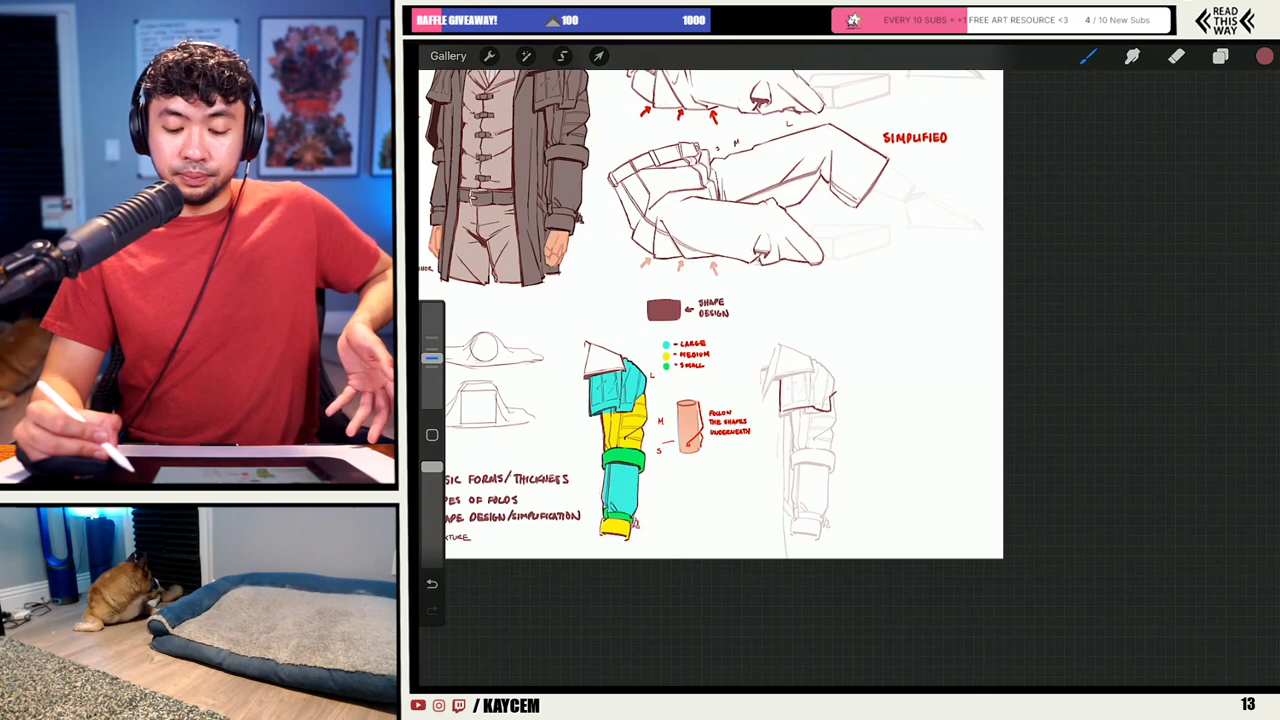 RAFFLE GIVEAWAY!
100
1000
EVERY 10 SUBS = +1 FREE ART RESOURCE <3
4 / 10 New Subs
READ
THIS
WAY
Gallery
SIMPLIFIED
L
S M
SHAPE
DESIGN
- LARGE
- MEDIUM
- SMALL
L
M
S
FOLLOW
THE SHAPES
UNDERNEATH
SIC FORMS/THICKNESS
PES OF FOLDS
APE DESIGN/SIMPLIFICATION
TURE
/ KAYCEM
13